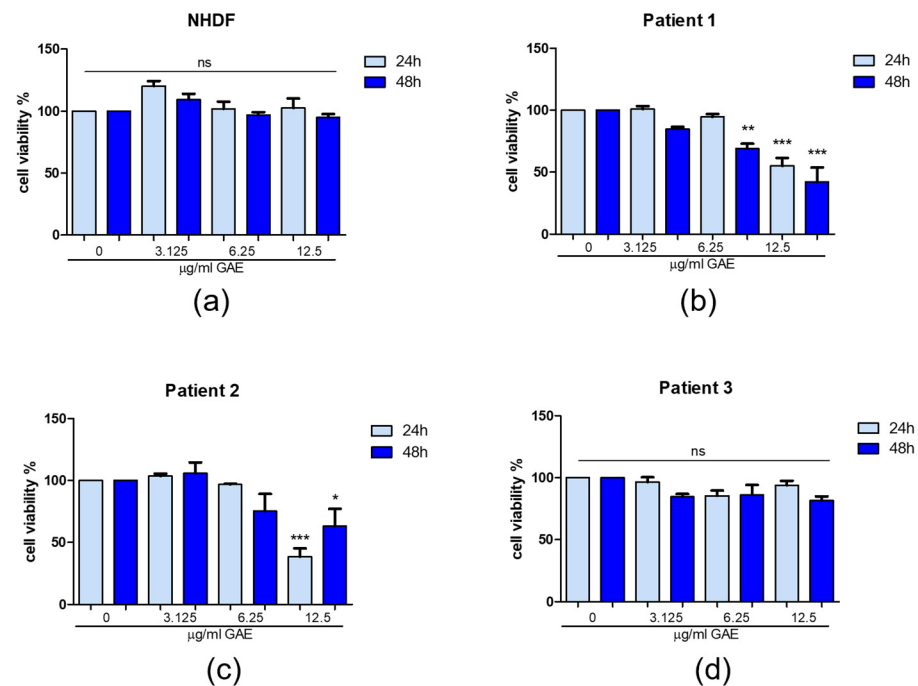 NHDF
150
100
50
0
cell viability %
ns
24h
48h
0 3.125 6.25 12.5
μg/ml GAE
(a)
Patient 1
150
100
50
0
cell viability %
** *** ***
24h
48h
0 3.125 6.25 12.5
μg/ml GAE
(b)
Patient 2
150
100
50
0
cell viability %
*** *
24h
48h
0 3.125 6.25 12.5
μg/ml GAE
(c)
Patient 3
150
100
50
0
cell viability %
ns
24h
48h
0 3.125 6.25 12.5
μg/ml GAE
(d)